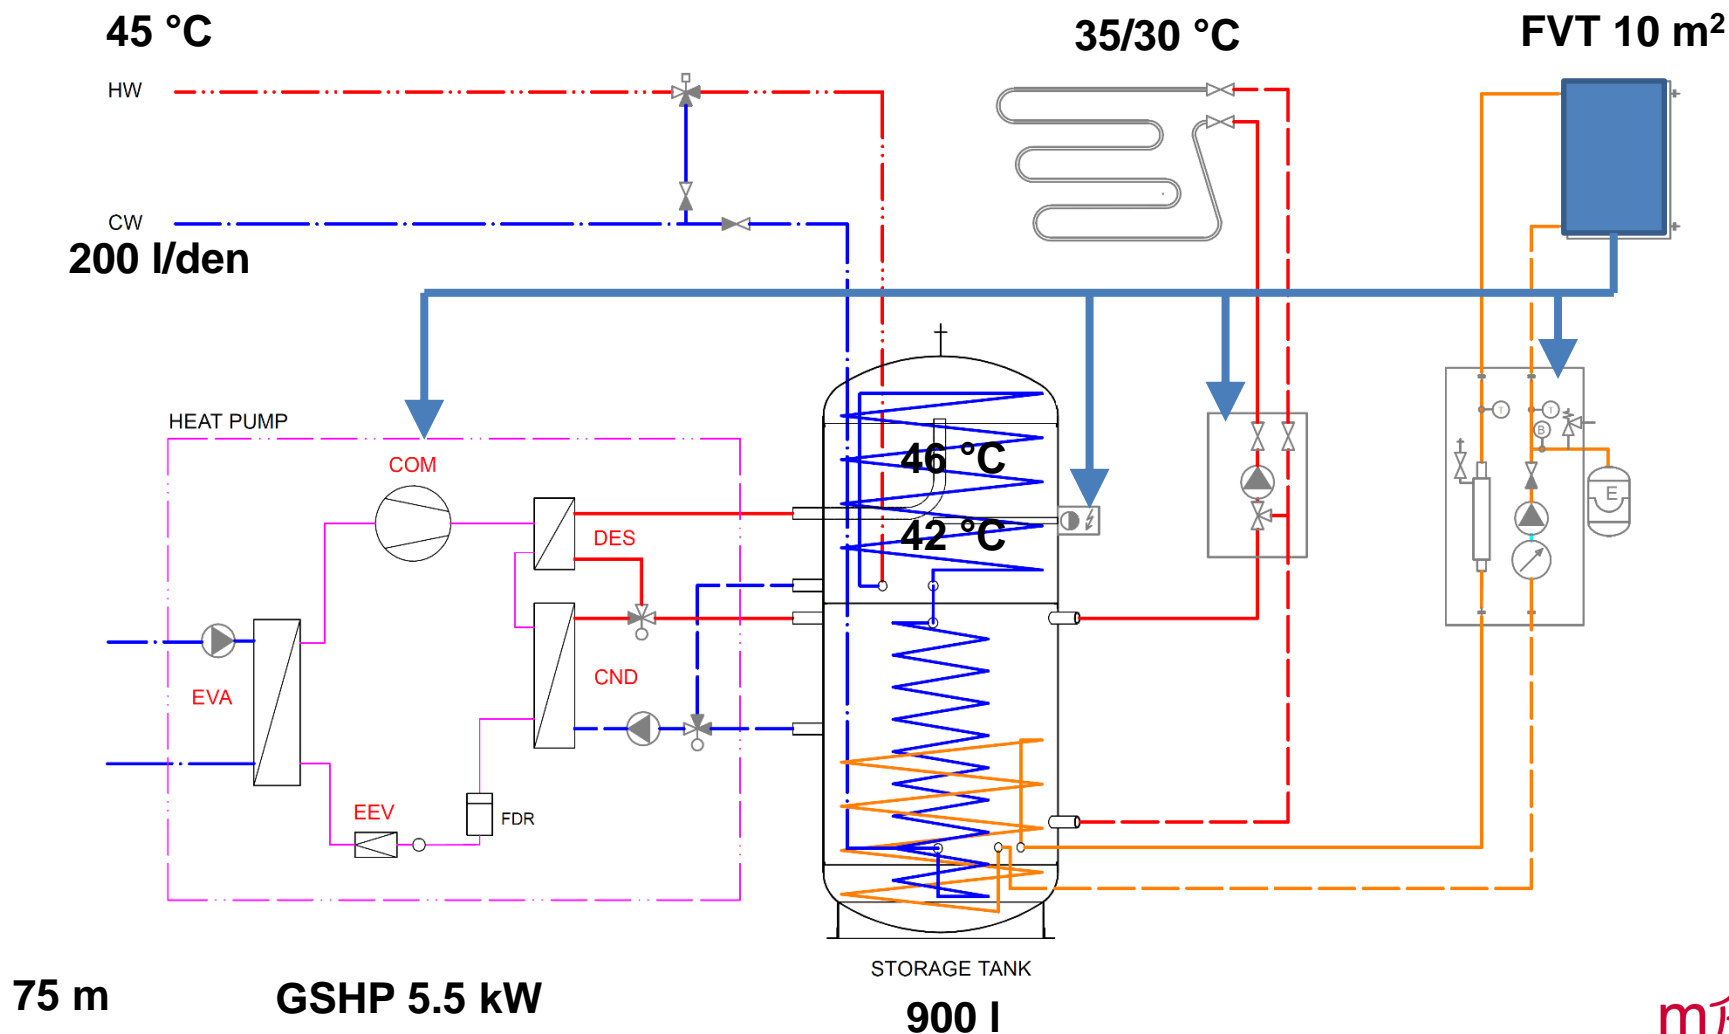 45 °C
35/30 °C
FVT 10 m²
HW
CW
200 l/den
HEAT PUMP
COM
DES
EVA
CND
EEV
FDR
46 °C
42 °C
T
T
B
E
STORAGE TANK
75 m
GSHP 5.5 kW
900 l